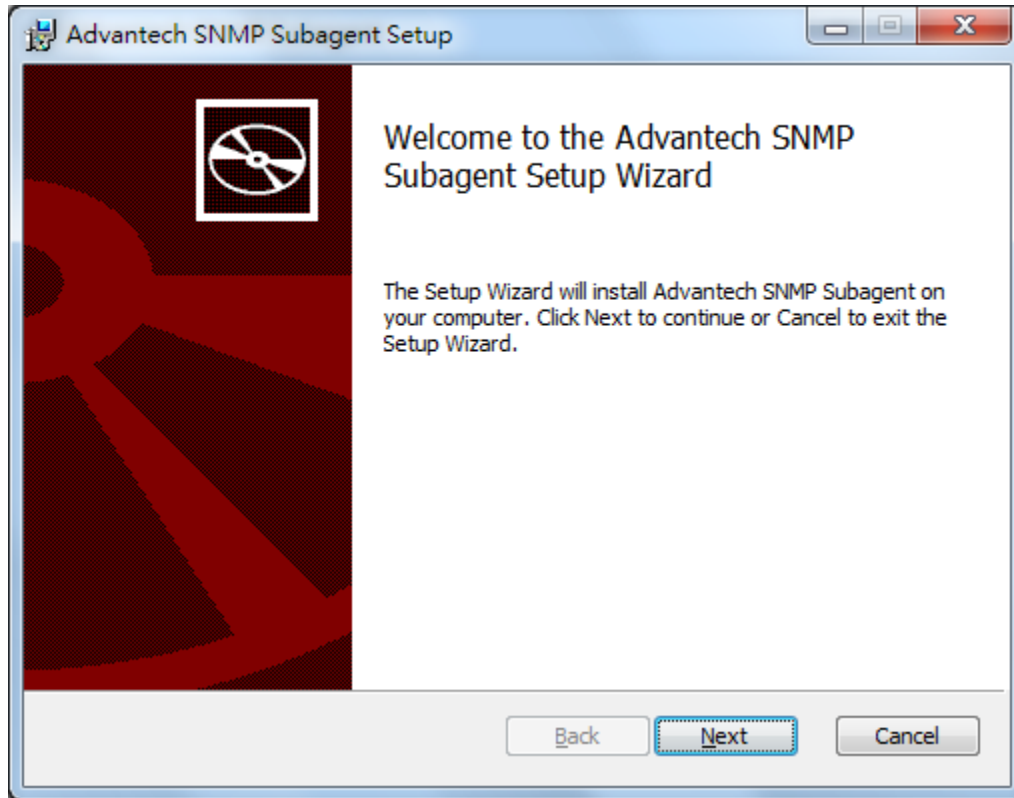 Advantech SNMP Subagent Setup
Welcome to the Advantech SNMP
Subagent Setup Wizard
The Setup Wizard will install Advantech SNMP Subagent on
your computer. Click Next to continue or Cancel to exit the
Setup Wizard.
Back Next Cancel